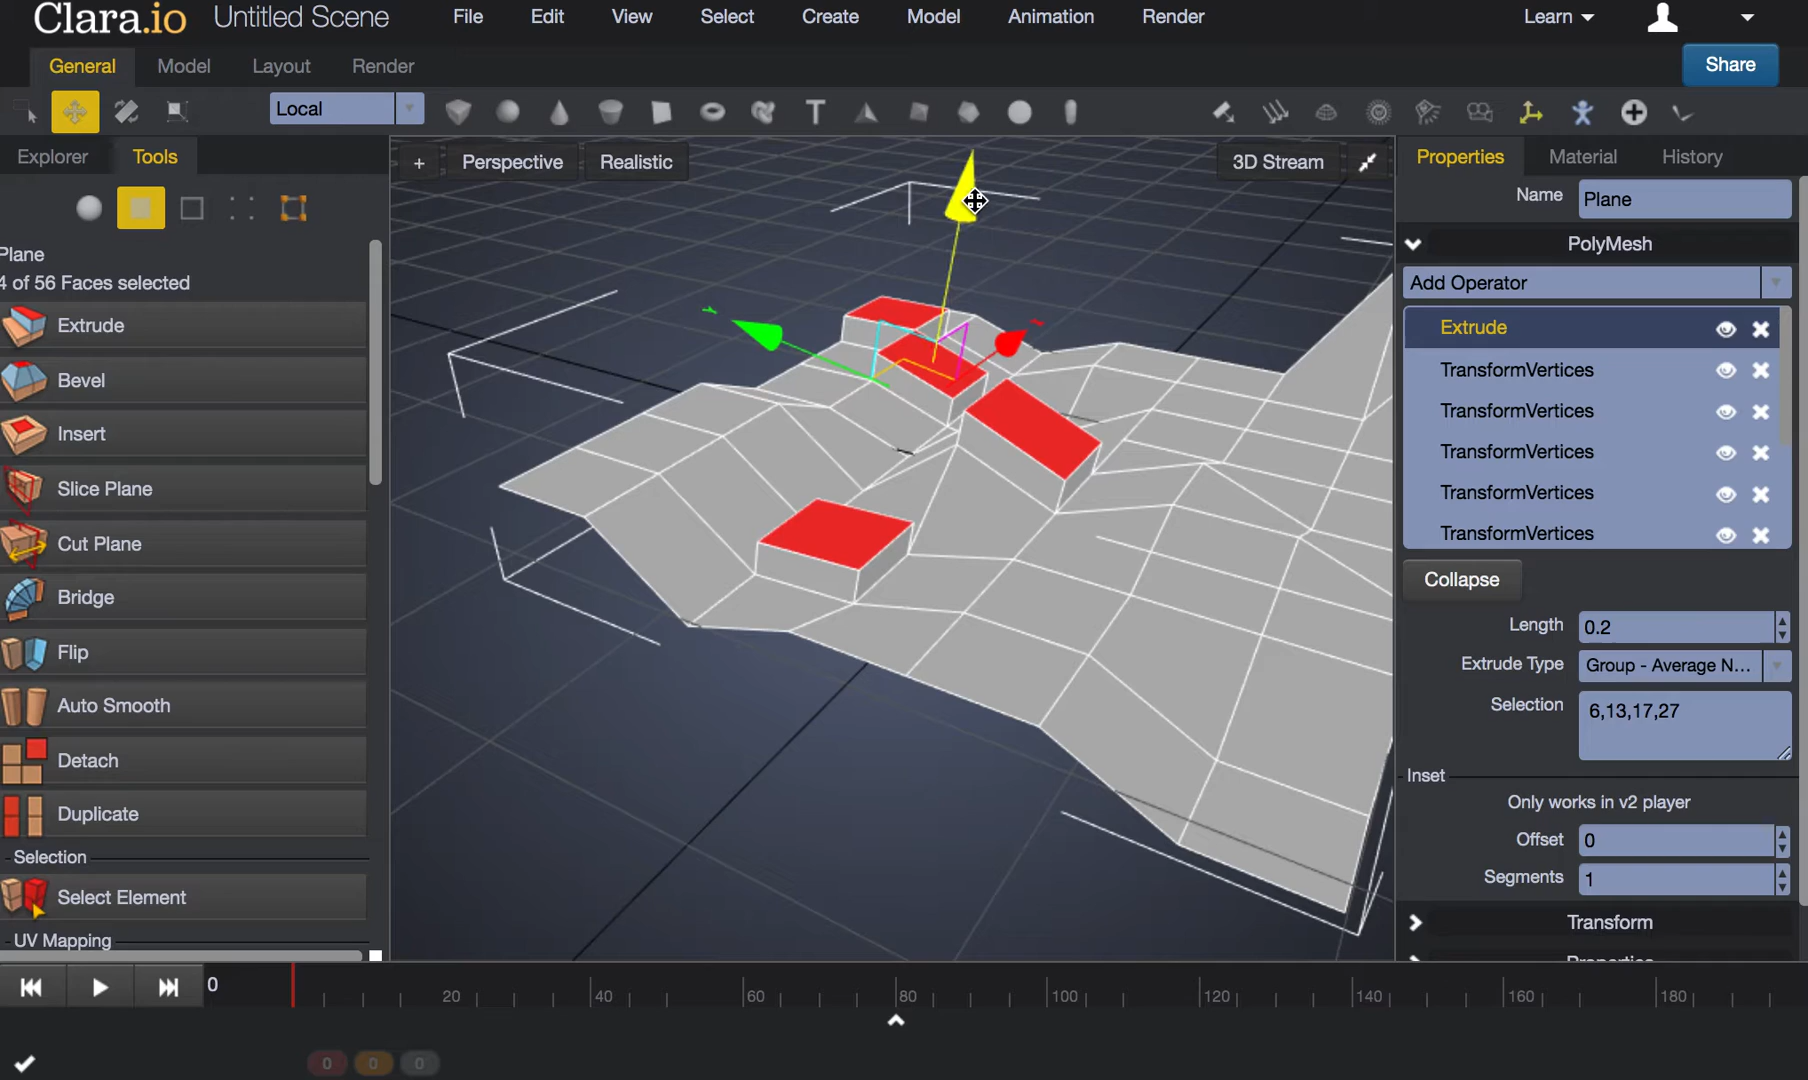 Clara.io Untitled Scene File Edit View Select Create Model Animation Render Learn
General Model Layout Render Share
Local
Explorer Tools + Perspective Realistic 3D Stream Properties Material History
Name Plane
PolyMesh
Plane
4 of 56 Faces selected
Add Operator
Extrude
Bevel
Insert
Slice Plane
Cut Plane
Bridge
Flip
Auto Smooth
Detach
Duplicate
Selection
Select Element
UV Mapping
Extrude
TransformVertices
TransformVertices
TransformVertices
TransformVertices
TransformVertices
Collapse
Length 0.2
Extrude Type Group - Average N...
Selection 6,13,17,27
Inset
Only works in v2 player
Offset 0
Segments 1
Transform
Properties
0 20 40 60 80 100 120 140 160 180
0 0 0